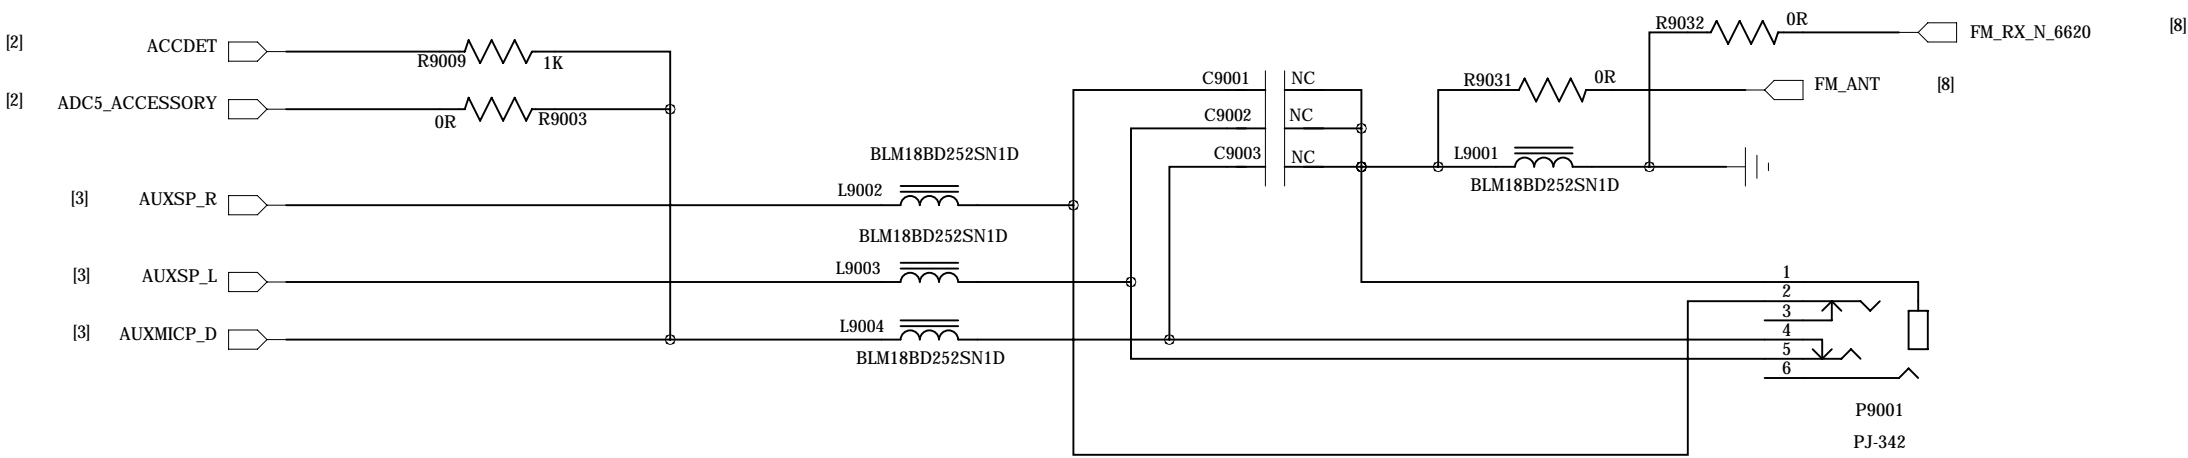 R9032 0R
[2] ACCDET FM_RX_N_6620 [8]
R9009 1K
C9001 NC R9031 0R FM_ANT [8]
[2] ADC5_ACCESSORY
0R R9003 C9002 NC
BLM18BD252SN1D C9003 NC L9001
BLM18BD252SN1D
[3] AUXSP_R L9002
BLM18BD252SN1D
[3] AUXSP_L L9003 1
2
3
[3] AUXMICP_D L9004 4
BLM18BD252SN1D 5
6
P9001
PJ-342